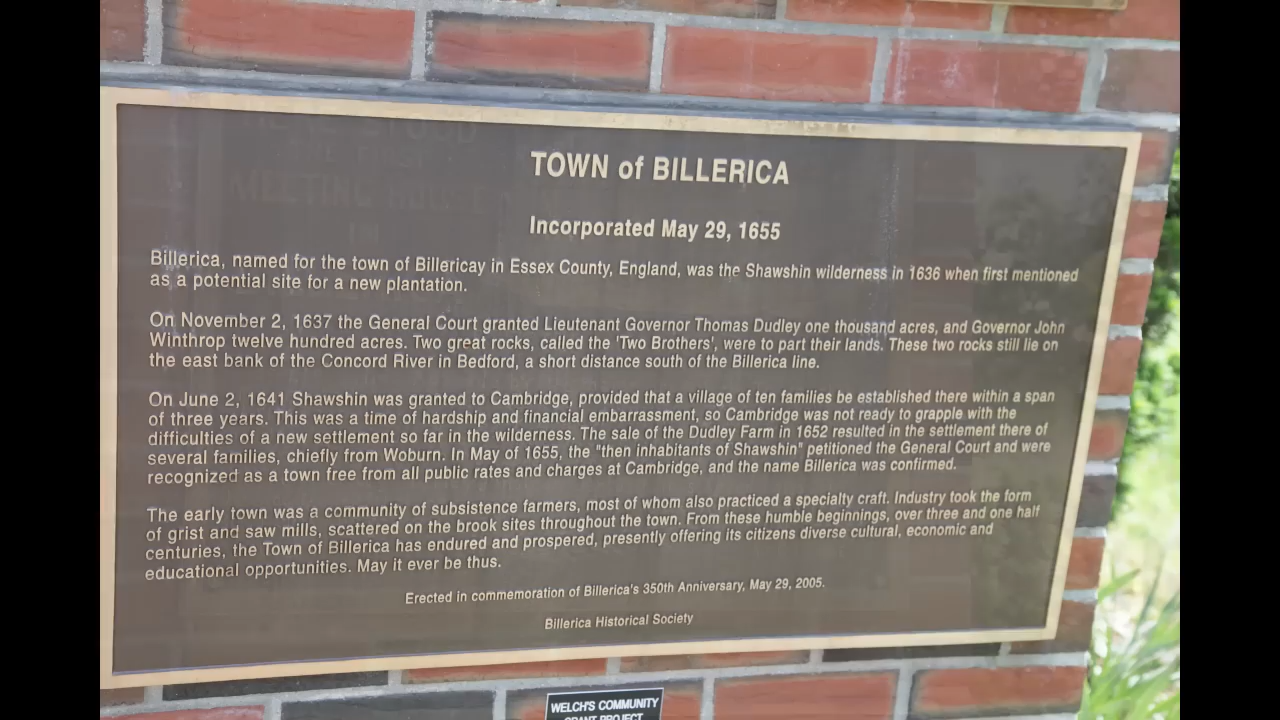 TOWN of BILLERICA
Incorporated May 29, 1655
Billerica, named for the town of Billericay in Essex County, England, was the Shawshin wilderness in 1636 when first mentioned
as a potential site for a new plantation.
On November 2, 1637 the General Court granted Lieutenant Governor Thomas Dudley one thousand acres, and Governor John
Winthrop twelve hundred acres. Two great rocks, called the 'Two Brothers', were to part their lands. These two rocks still lie on
the east bank of the Concord River in Bedford, a short distance south of the Billerica line.
On June 2, 1641 Shawshin was granted to Cambridge, provided that a village of ten families be established there within a span
of three years. This was a time of hardship and financial embarrassment, so Cambridge was not ready to grapple with the
difficulties of a new settlement so far in the wilderness. The sale of the Dudley Farm in 1652 resulted in the settlement there of
several families, chiefly from Woburn. In May of 1655, the "then inhabitants of Shawshin" petitioned the General Court and were
recognized as a town free from all public rates and charges at Cambridge, and the name Billerica was confirmed.
The early town was a community of subsistence farmers, most of whom also practiced a specialty craft. Industry took the form
of grist and saw mills, scattered on the brook sites throughout the town. From these humble beginnings, over three and one half
centuries, the Town of Billerica has endured and prospered, presently offering its citizens diverse cultural, economic and
educational opportunities. May it ever be thus.
Erected in commemoration of Billerica's 350th Anniversary, May 29, 2005.
Billerica Historical Society
WELCH'S COMMUNITY
GRANT PROJECT